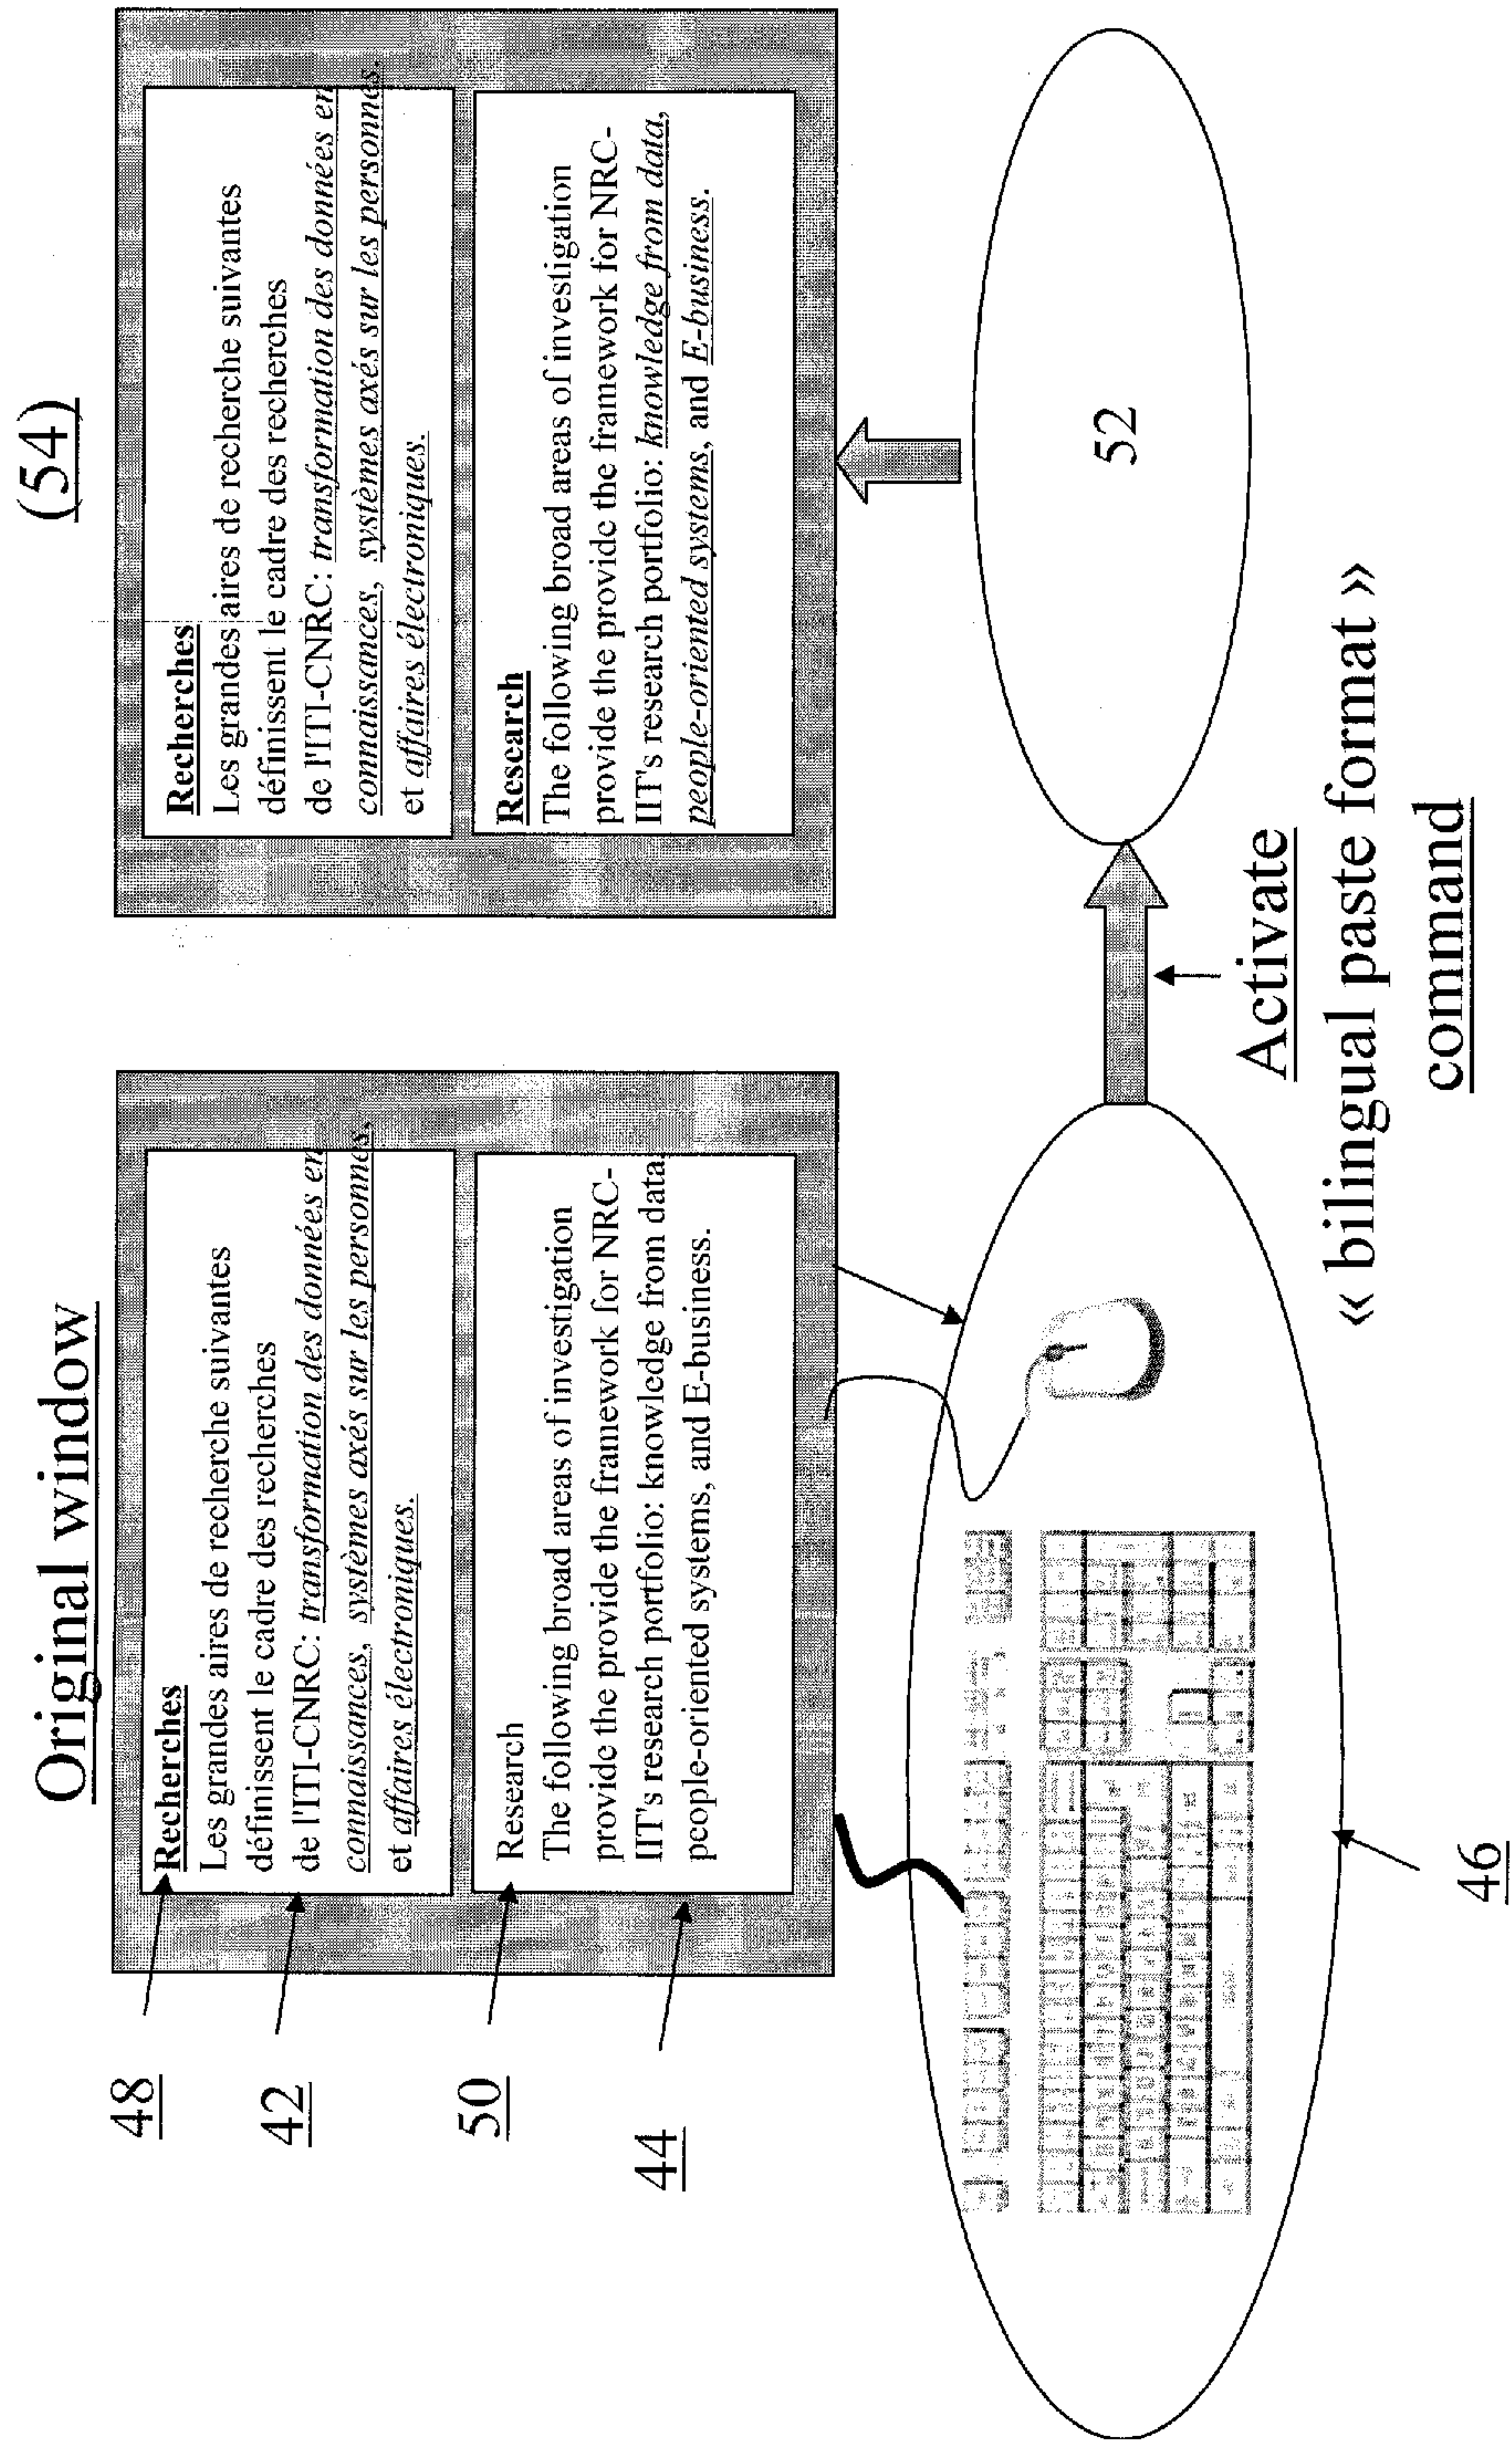 Original window
(54)
48
42
50
44
Recherches
Les grandes aires de recherche suivantes
définissent le cadre des recherches
de l'ITI-CNRC: transformation des données en
connaissances, systèmes axés sur les personnes,
et affaires électroniques.
Research
The following broad areas of investigation
provide the provide the framework for NRC-
IIT's research portfolio: knowledge from data,
people-oriented systems, and E-business.
Recherches
Les grandes aires de recherche suivantes
définissent le cadre des recherches
de l'ITI-CNRC: transformation des données en
connaissances, systèmes axés sur les personnes.
et affaires électroniques.
Research
The following broad areas of investigation
provide the provide the framework for NRC-
IIT's research portfolio: knowledge from data,
people-oriented systems, and E-business.
46
Activate
« bilingual paste format »
command
52